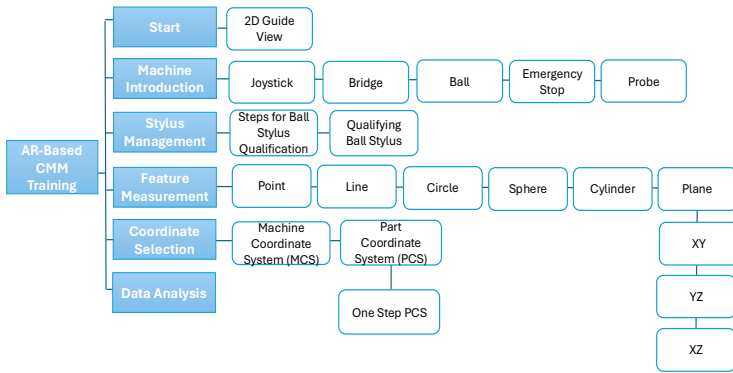 Start
2D Guide
View
Machine
Introduction
Joystick
Bridge
Ball
Emergency
Stop
Probe
Stylus
Management
Steps for Ball
Stylus
Qualification
Qualifying
Ball Stylus
AR-Based
CMM
Training
Feature
Measurement
Point
Line
Circle
Sphere
Cylinder
Plane
Coordinate
Selection
Machine
Coordinate
System (MCS)
Part
Coordinate
System (PCS)
XY
Data Analysis
One Step PCS
YZ
XZ